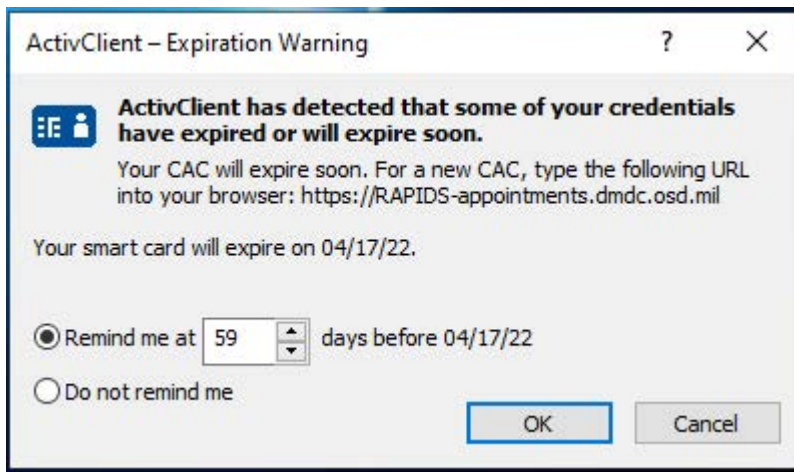 ActivClient – Expiration Warning ? ×
ActivClient has detected that some of your credentials
have expired or will expire soon.
Your CAC will expire soon. For a new CAC, type the following URL
into your browser: https://RAPIDS-appointments.dmdc.osd.mil
Your smart card will expire on 04/17/22.
Remind me at 59 days before 04/17/22
Do not remind me
OK Cancel